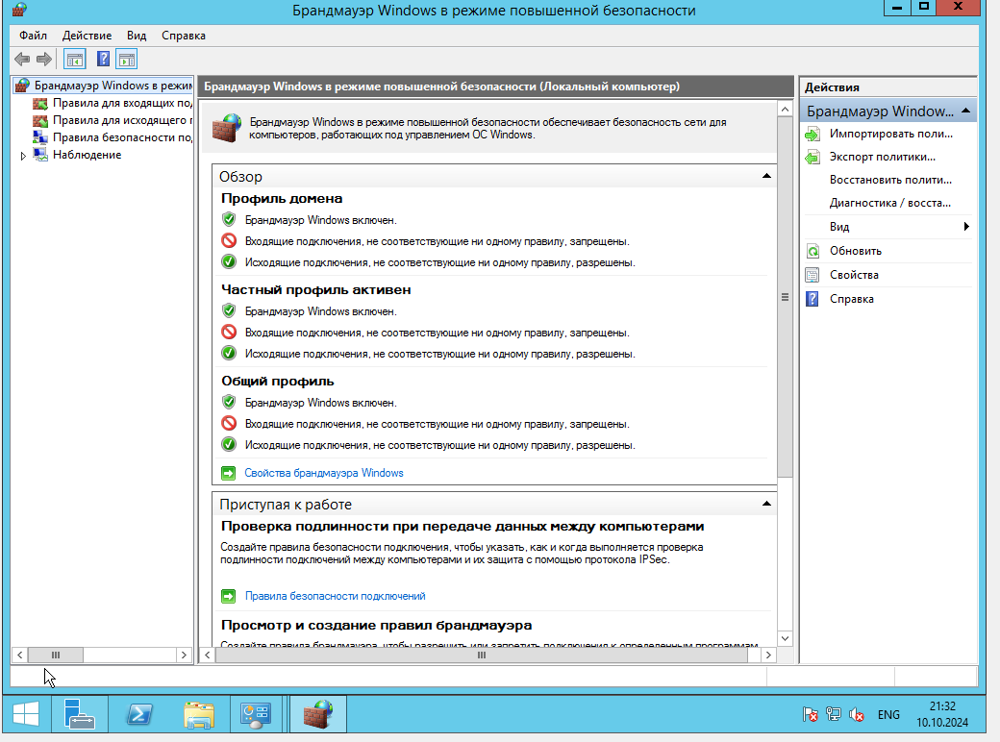 Брандмауэр Windows в режиме повышенной безопасности
Файл Действие Вид Справка
Брандмауэр Windows в режи
Правила для входящих по
Правила для исходящего
Правила безопасности по
Наблюдение
Брандмауэр Windows в режиме повышенной безопасности (Локальный компьютер)
Брандмауэр Windows в режиме повышенной безопасности обеспечивает безопасность сети для
компьютеров, работающих под управлением ОС Windows.
Обзор
Профиль домена
Брандмауэр Windows включен.
Входящие подключения, не соответствующие ни одному правилу, запрещены.
Исходящие подключения, не соответствующие ни одному правилу, разрешены.
Частный профиль активен
Брандмауэр Windows включен.
Входящие подключения, не соответствующие ни одному правилу, запрещены.
Исходящие подключения, не соответствующие ни одному правилу, разрешены.
Общий профиль
Брандмауэр Windows включен.
Входящие подключения, не соответствующие ни одному правилу, запрещены.
Исходящие подключения, не соответствующие ни одному правилу, разрешены.
Свойства брандмауэра Windows
Приступая к работе
Проверка подлинности при передаче данных между компьютерами
Создайте правила безопасности подключения, чтобы указать, как и когда выполняется проверка
подлинности подключений между компьютерами и их защита с помощью протокола IPSec.
Правила безопасности подключений
Просмотр и создание правил брандмауэра
Создайте правила брандмауэра, чтобы разрешить или запретить подключения к определенным программам
Действия
Брандмауэр Window...
Импортировать поли...
Экспорт политики...
Восстановить полити...
Диагностика / восста...
Вид
Обновить
Свойства
Справка
ENG
21:32
10.10.2024